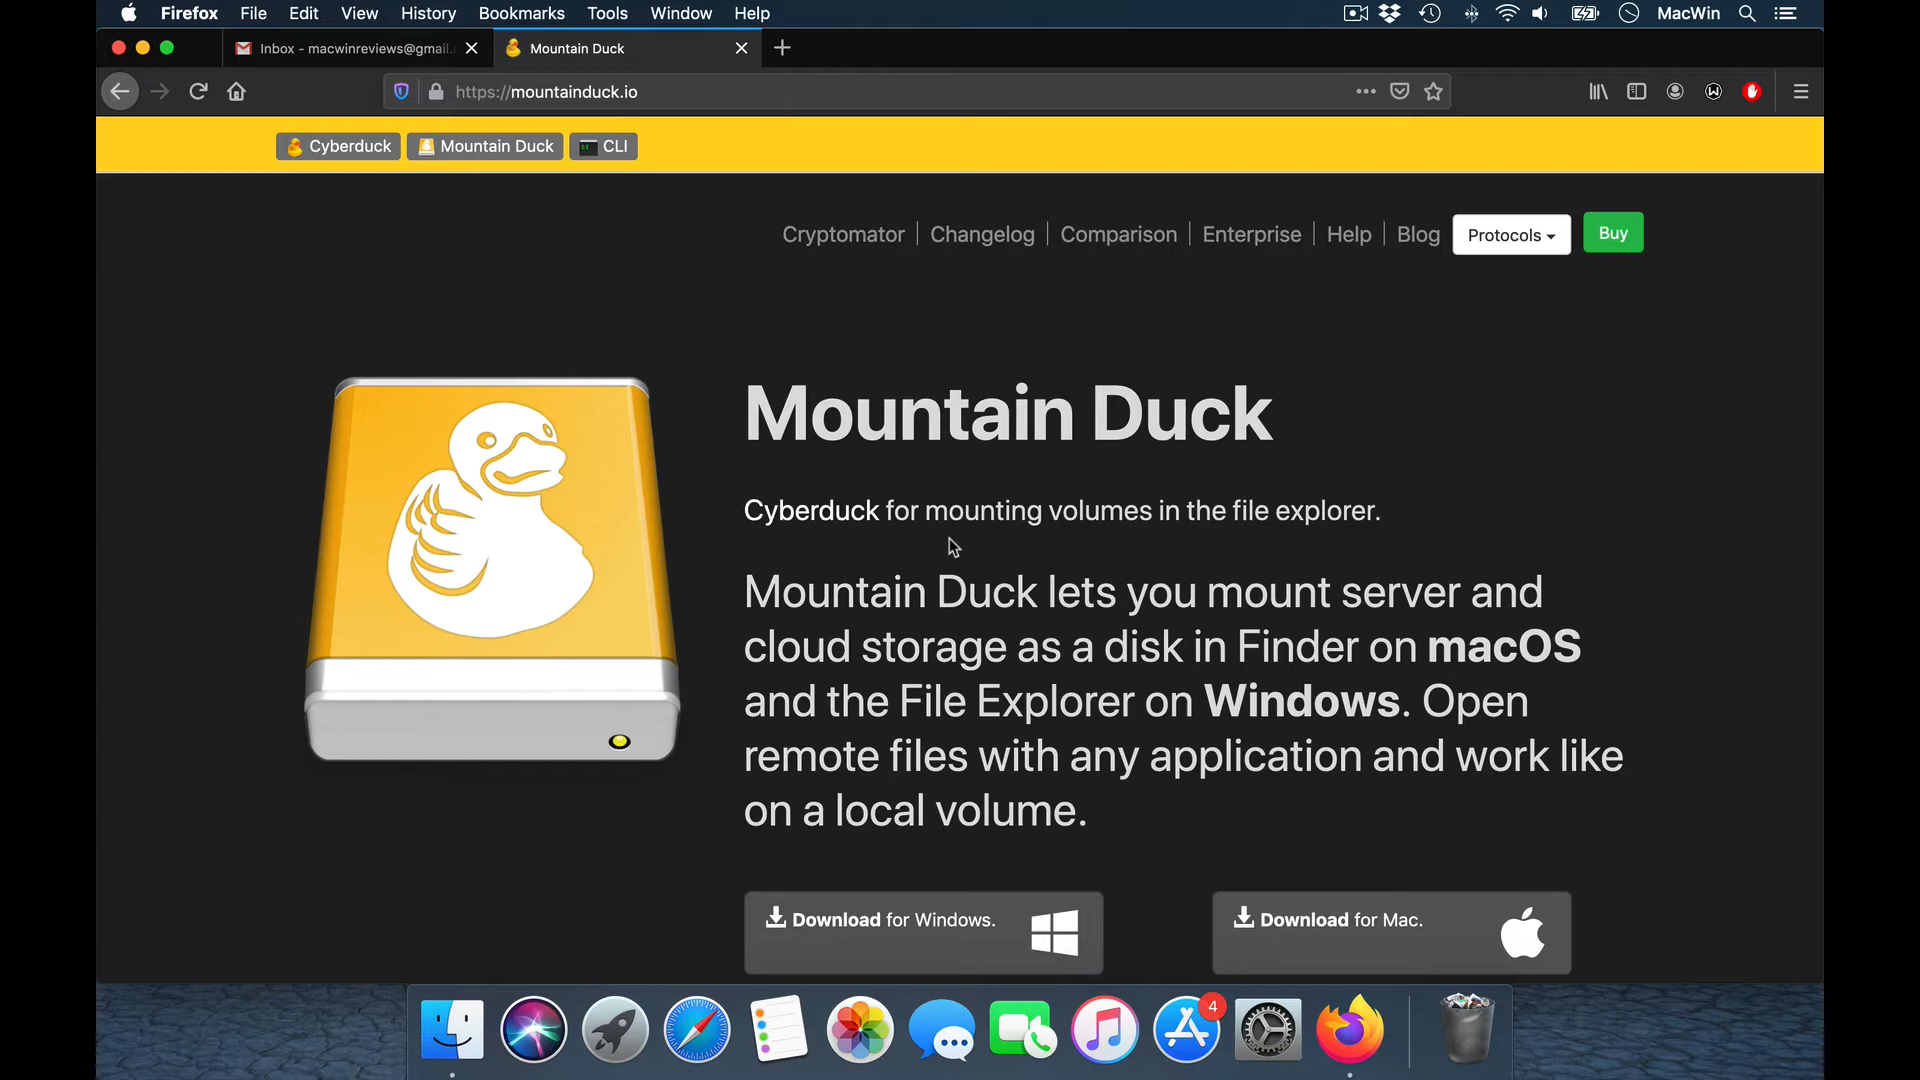 Firefox File Edit View History Bookmarks Tools Window Help MacWin
Inbox - macwinreviews@gmail. Mountain Duck
https://mountainduck.io
Cyberduck Mountain Duck CLI
Cryptomator Changelog Comparison Enterprise Help Blog Protocols Buy
Mountain Duck
Cyberduck for mounting volumes in the file explorer.
Mountain Duck lets you mount server and
cloud storage as a disk in Finder on macOS
and the File Explorer on Windows. Open
remote files with any application and work like
on a local volume.
Download for Windows. Download for Mac.
4